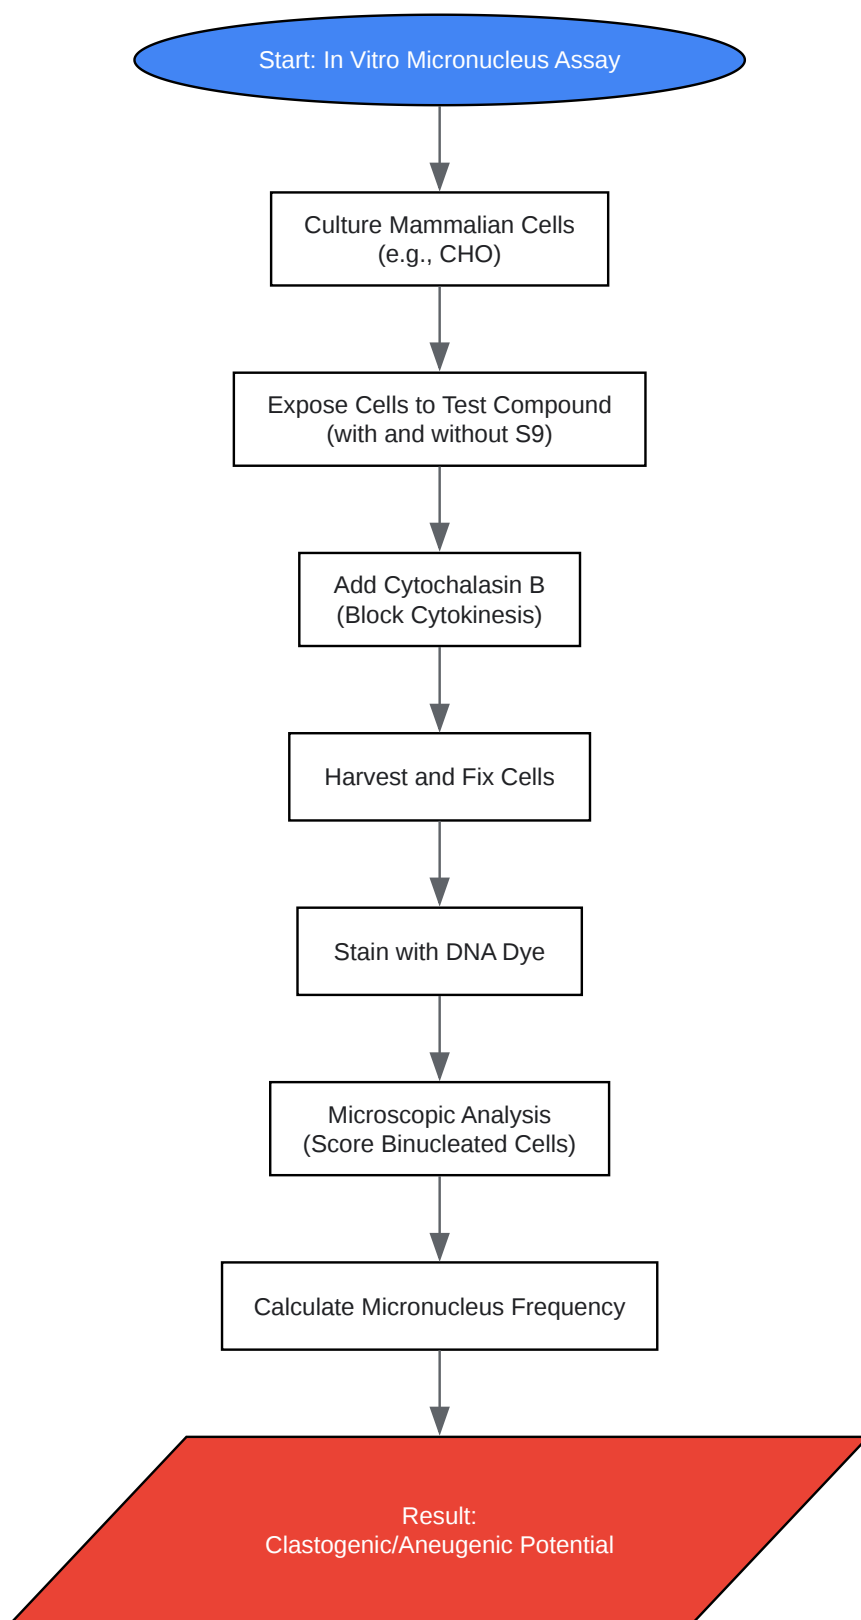 Start: In Vitro Micronucleus Assay
Culture Mammalian Cells
(e.g., CHO)
Expose Cells to Test Compound
(with and without S9)
Add Cytochalasin B
(Block Cytokinesis)
Harvest and Fix Cells
Stain with DNA Dye
Microscopic Analysis
(Score Binucleated Cells)
Calculate Micronucleus Frequency
Result:
Clastogenic/Aneugenic Potential